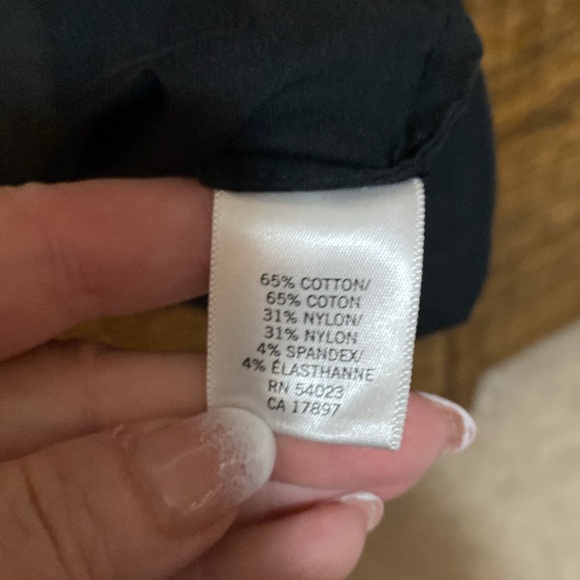 65% COTTON/
65% COTON
31% NYLON/
31% NYLON
4% SPANDEX/
4% ÉLASTHANNE
RN 54023
CA 17897